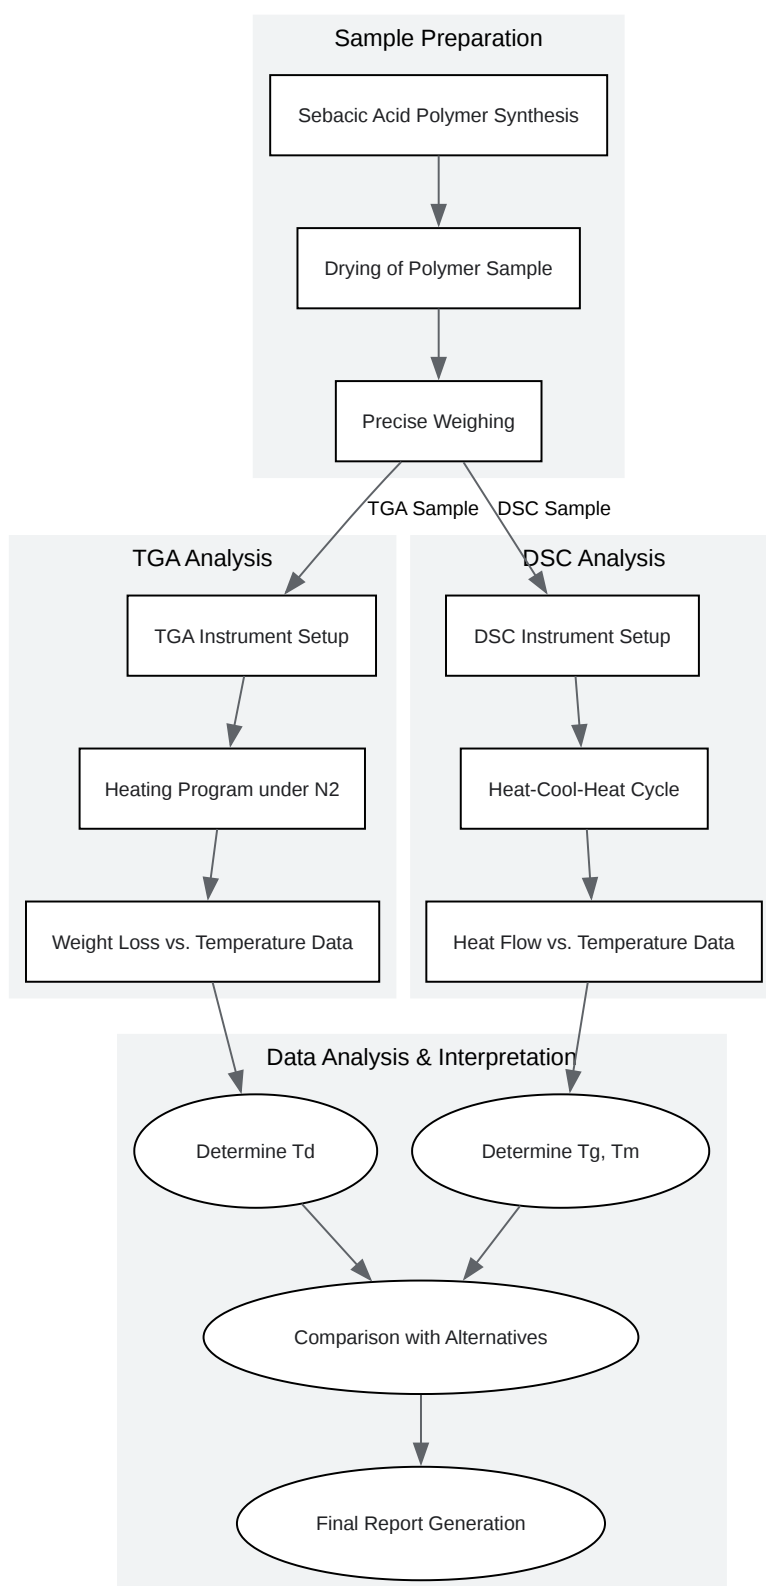 Sample Preparation
Sebacic Acid Polymer Synthesis
Drying of Polymer Sample
Precise Weighing
TGA Sample
DSC Sample
TGA Analysis
TGA Instrument Setup
Heating Program under N2
Weight Loss vs. Temperature Data
DSC Analysis
DSC Instrument Setup
Heat-Cool-Heat Cycle
Heat Flow vs. Temperature Data
Data Analysis & Interpretation
Determine Td
Determine Tg, Tm
Comparison with Alternatives
Final Report Generation